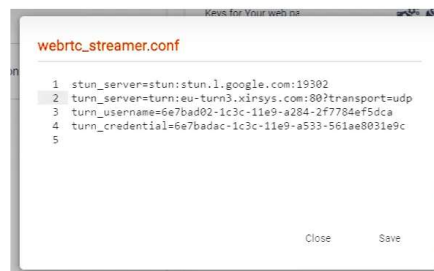 Keys for Your web pa
webrtc_streamer.conf
1 stun_server=stun:stun.l.google.com:19302
2 turn_server=turn:eu-turn3.xirsys.com:80?transport=udp
3 turn_username=6e7bad02-1c3c-11e9-a284-2f7784ef5dca
4 turn_credential=6e7badac-1c3c-11e9-a533-561ae8031e9c
5
Close Save